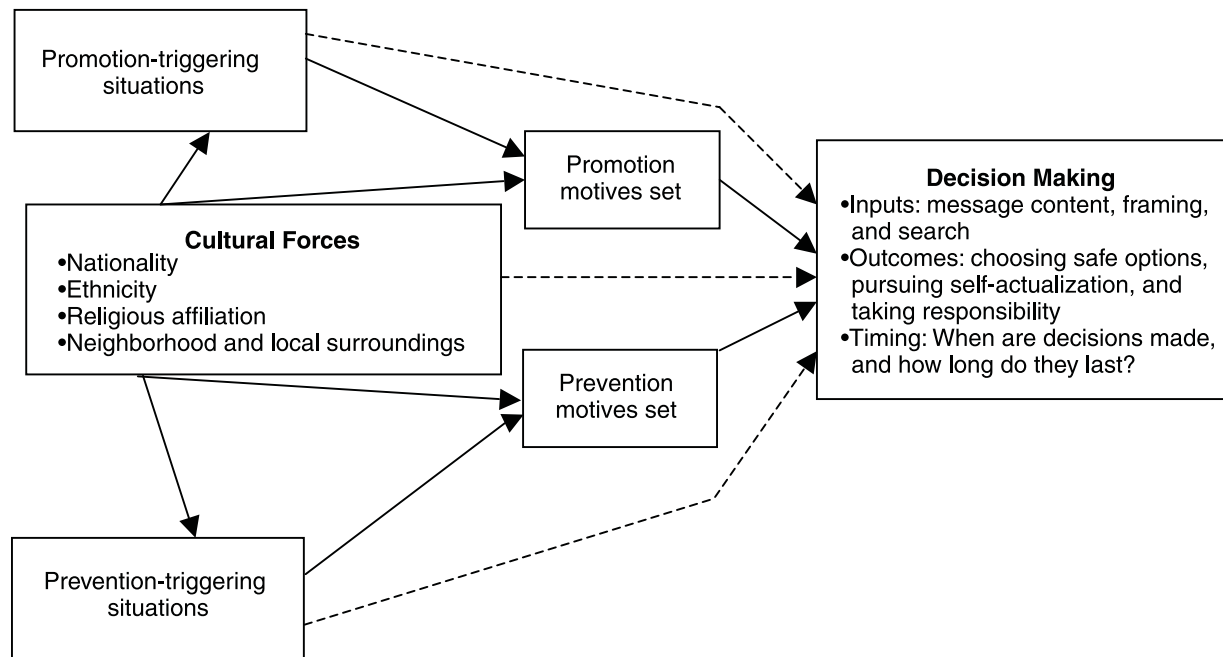 Promotion-triggering
situations
Promotion
motives set
Cultural Forces
•Nationality
•Ethnicity
•Religious affiliation
•Neighborhood and local surroundings
Prevention
motives set
Prevention-triggering
situations
Decision Making
•Inputs: message content, framing,
and search
•Outcomes: choosing safe options,
pursuing self-actualization, and
taking responsibility
•Timing: When are decisions made,
and how long do they last?